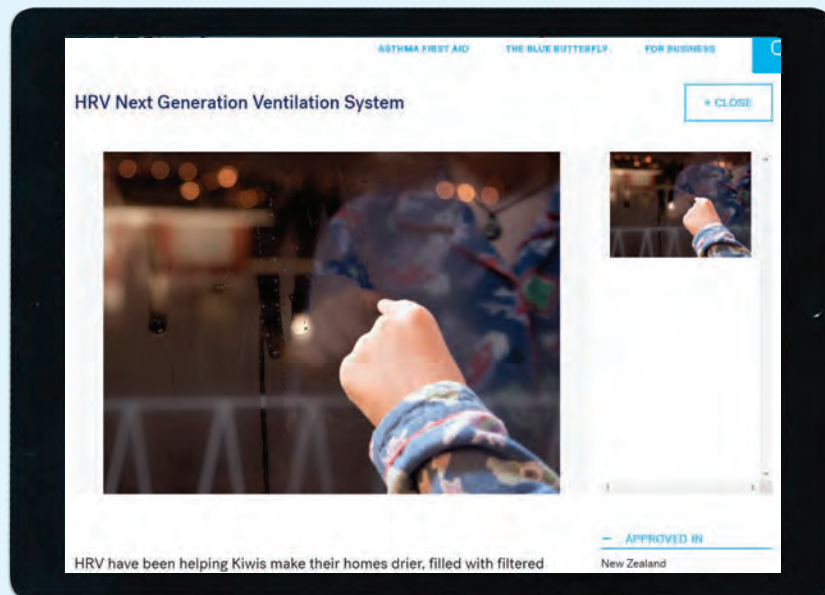 ASTHMA FIRST AID THE BLUE BUTTERFLY FOR BUSINESS
HRV Next Generation Ventilation System
× CLOSE
HRV have been helping Kiwis make their homes drier, filled with filtered
– APPROVED IN
New Zealand